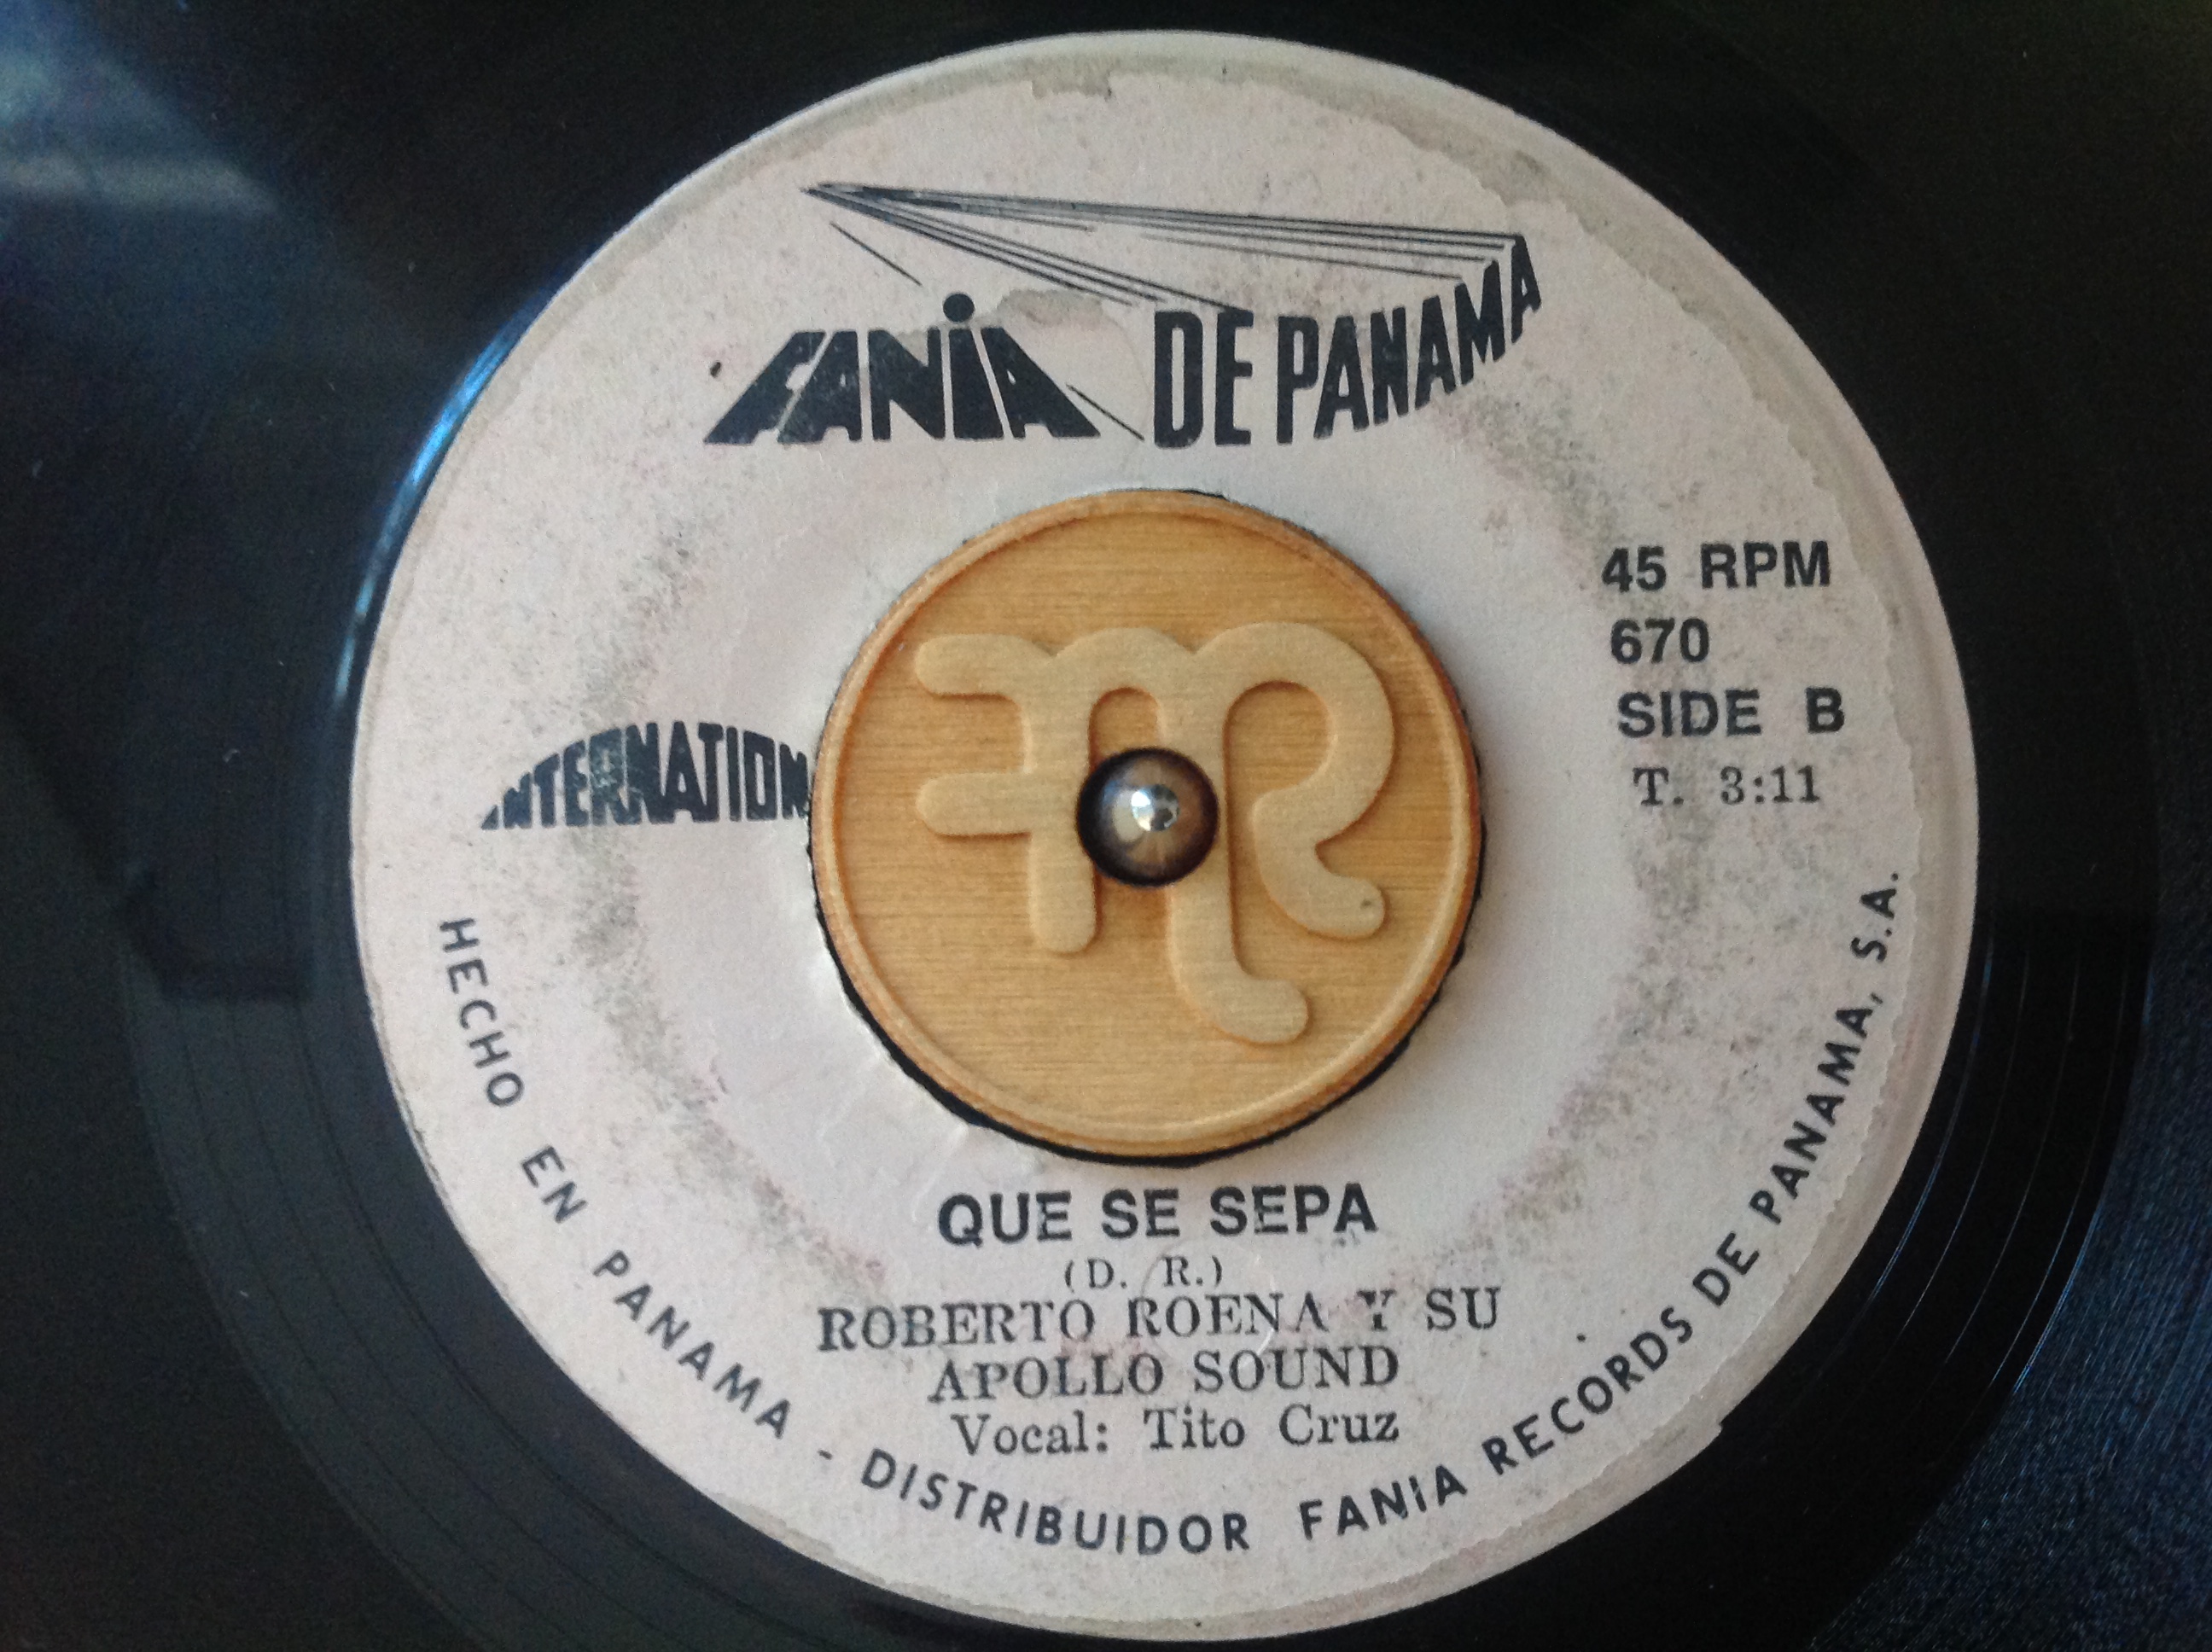 FANiA DE PANAMA
45 RPM
670
SIDE B
T. 3:11
INTERNATION
QUE SE SEPA
(D. R.)
ROBERTO ROENA Y SU
APOLLO SOUND
Vocal: Tito Cruz
HECHO EN PANAMA - DISTRIBUIDOR FANiA RECORDS DE PANAMA, S.A.